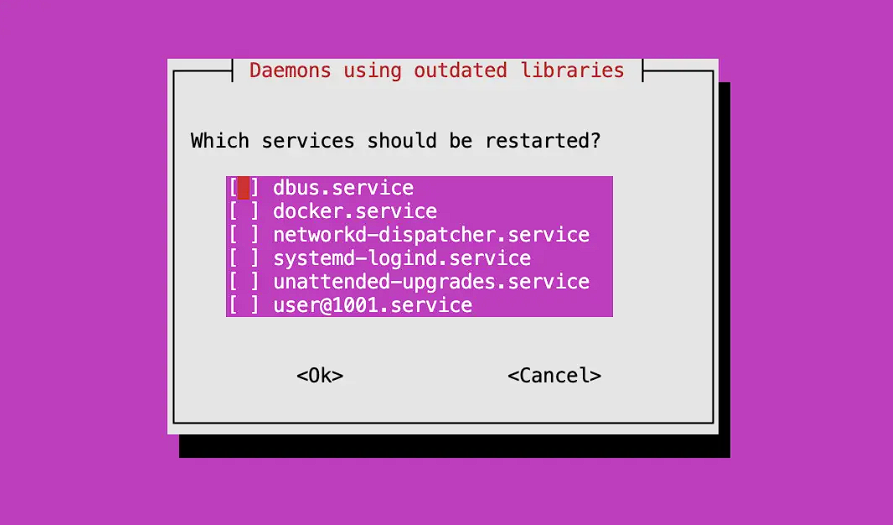 Daemons using outdated libraries
Which services should be restarted?
[ ] dbus.service
[ ] docker.service
[ ] networkd-dispatcher.service
[ ] systemd-logind.service
[ ] unattended-upgrades.service
[ ] user@1001.service
<Ok> <Cancel>